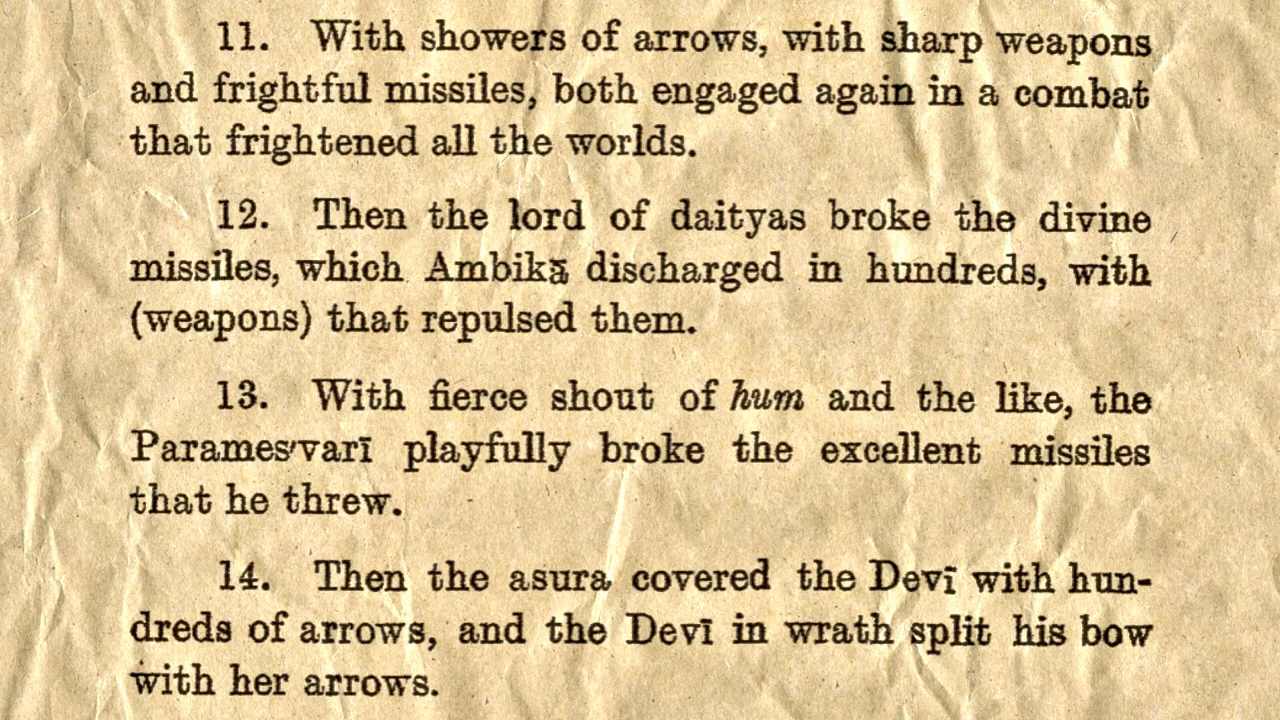 11. With showers of arrows, with sharp weapons
and frightful missiles, both engaged again in a combat
that frightened all the worlds.
12. Then the lord of daityas broke the divine
missiles, which Ambikā discharged in hundreds, with
(weapons) that repulsed them.
13. With fierce shout of hum and the like, the
Parames'varī playfully broke the excellent missiles
that he threw.
14. Then the asura covered the Devī with hun-
dreds of arrows, and the Devī in wrath split his bow
with her arrows.